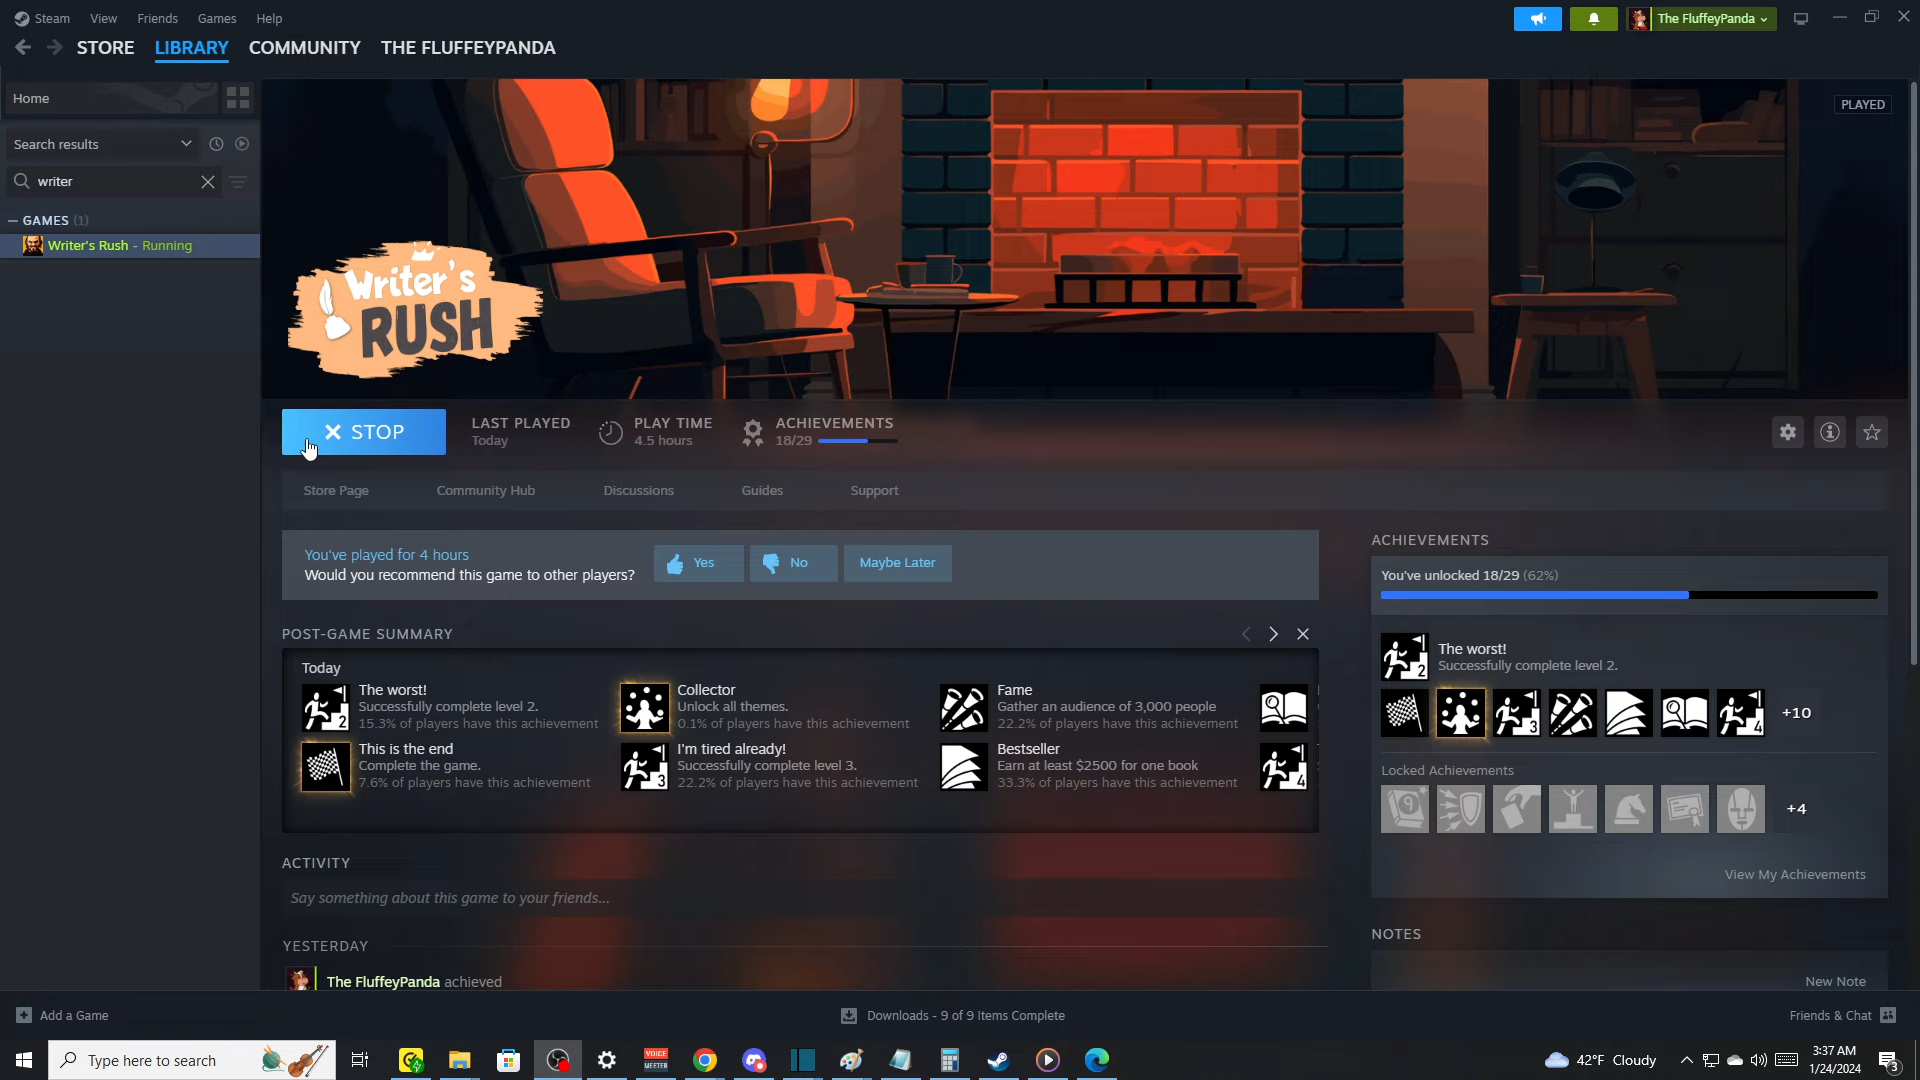 Steam View Friends Games Help
The FluffeyPanda
STORE LIBRARY COMMUNITY THE FLUFFEYPANDA
Home
PLAYED
Search results
writer
GAMES (1)
Writer's Rush - Running
Writer's
RUSH
STOP
LAST PLAYED
Today
PLAY TIME
4.5 hours
ACHIEVEMENTS
18/29
Store Page Community Hub Discussions Guides Support
You've played for 4 hours
Would you recommend this game to other players?
Yes No Maybe Later
POST-GAME SUMMARY
Today
The worst!
Successfully complete level 2.
15.3% of players have this achievement
Collector
Unlock all themes.
0.1% of players have this achievement
Fame
Gather an audience of 3,000 people
22.2% of players have this achievement
This is the end
Complete the game.
7.6% of players have this achievement
I'm tired already!
Successfully complete level 3.
22.2% of players have this achievement
Bestseller
Earn at least $2500 for one book
33.3% of players have this achievement
ACTIVITY
Say something about this game to your friends...
YESTERDAY
The FluffeyPanda achieved
ACHIEVEMENTS
You've unlocked 18/29 (62%)
The worst!
Successfully complete level 2.
+10
Locked Achievements
+4
View My Achievements
NOTES
New Note
Add a Game
Downloads - 9 of 9 Items Complete
Friends & Chat
Type here to search
VOICE
MEETER
42°F Cloudy
3:37 AM
1/24/2024
3